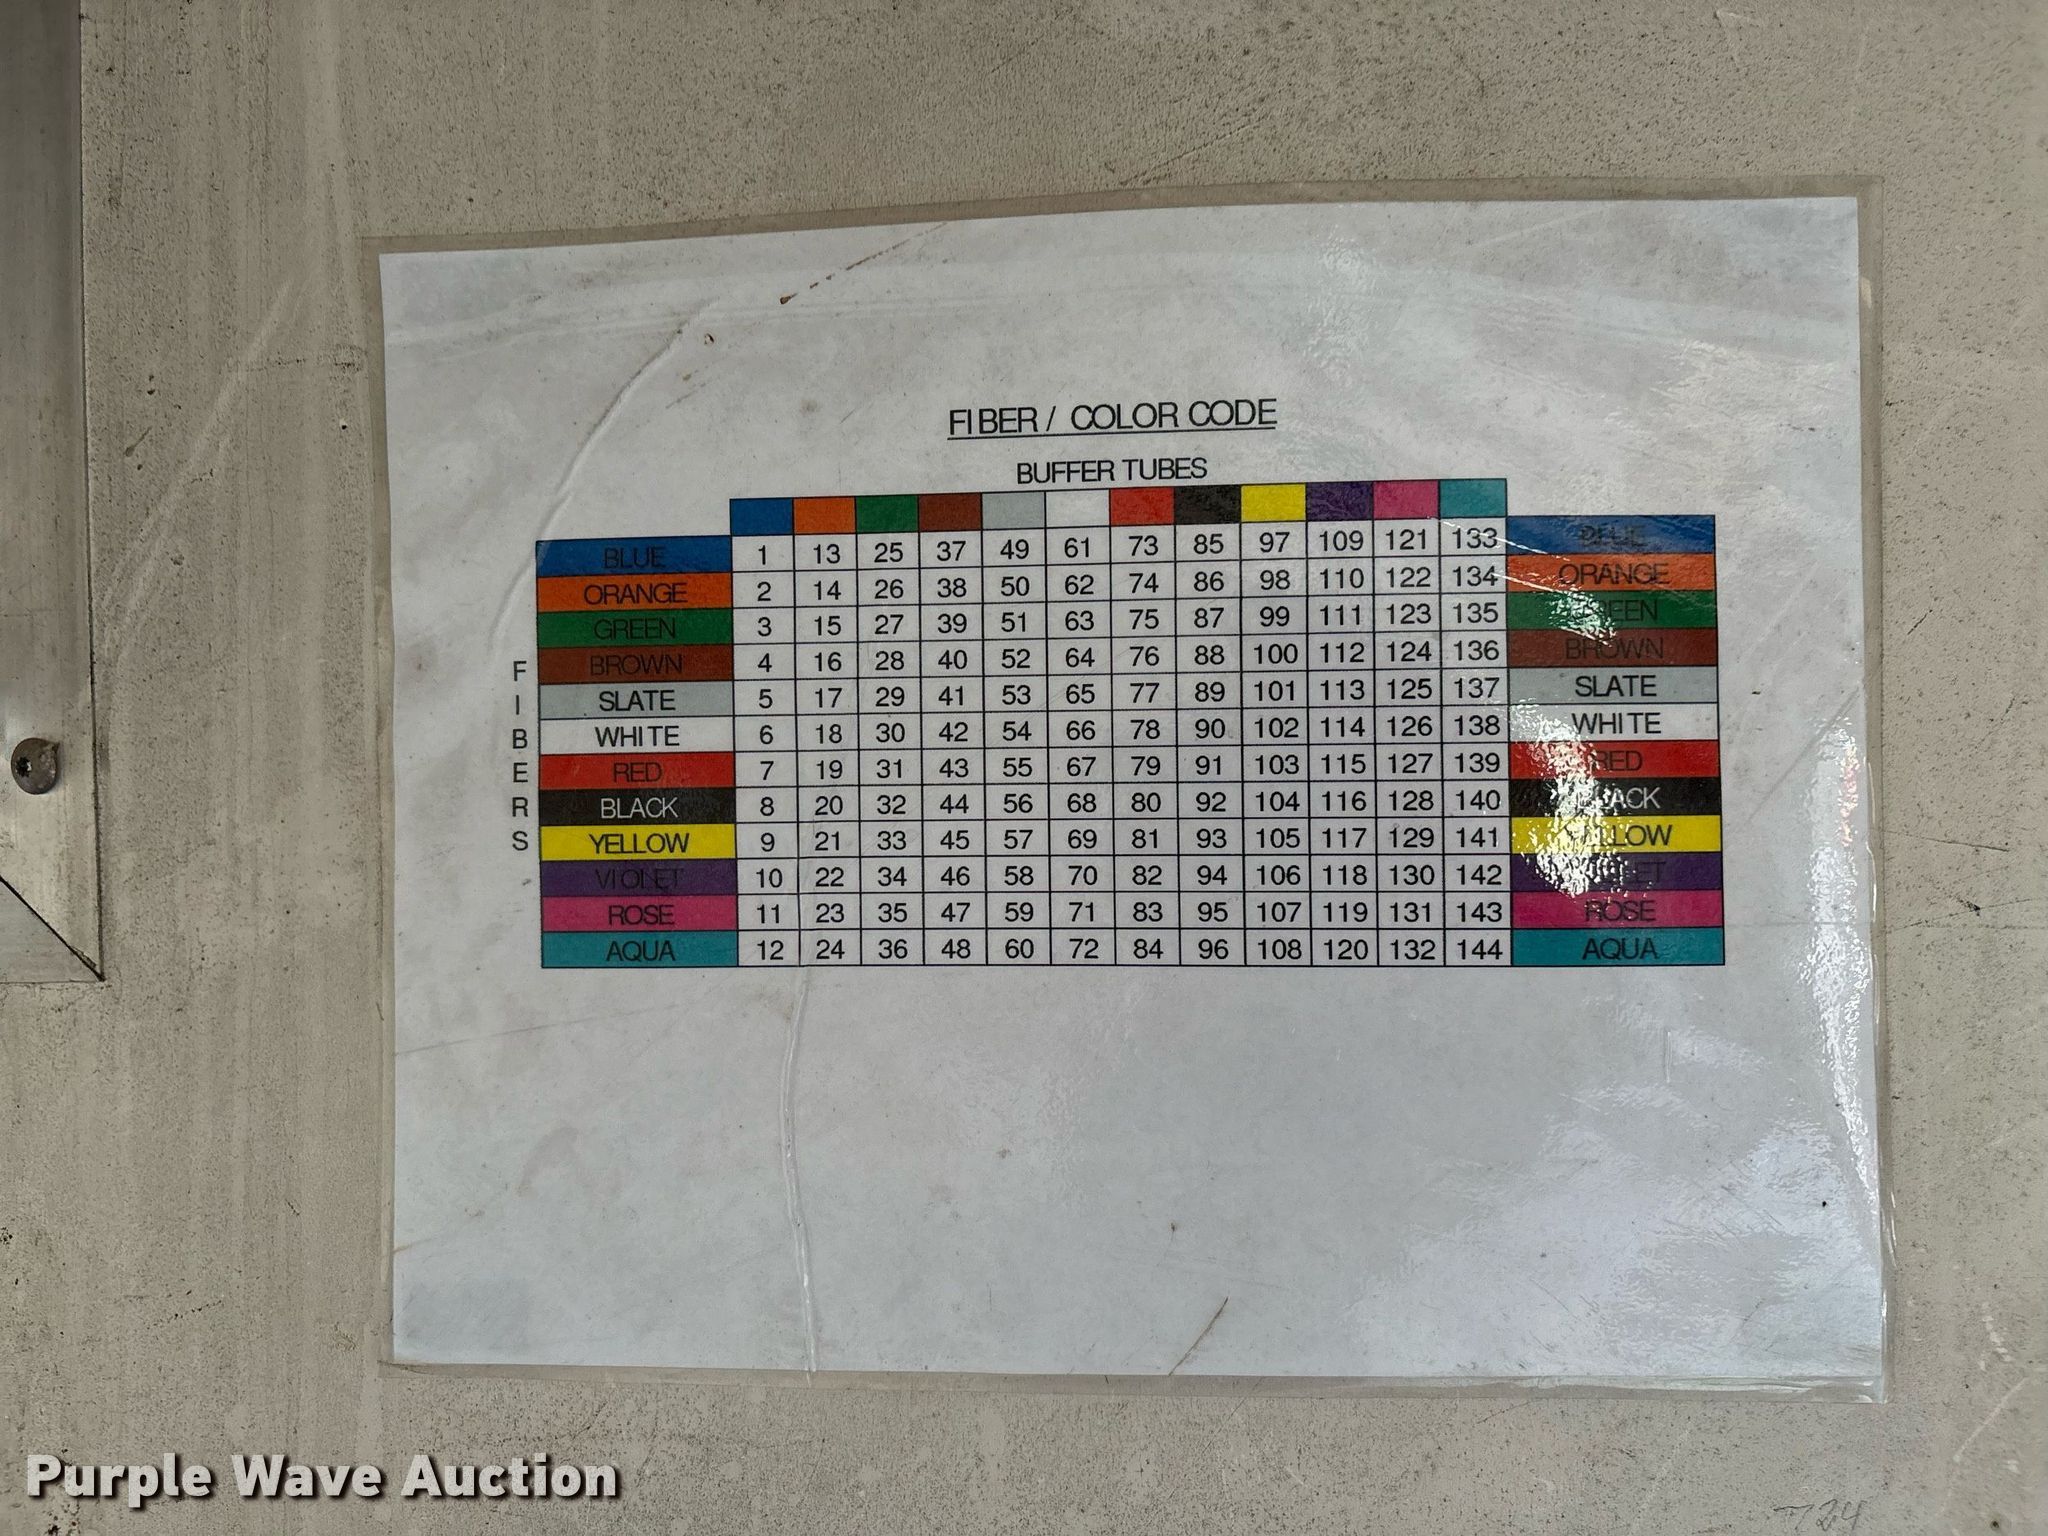 FIBER / COLOR CODE
BUFFER TUBES
FIBERS
BLUE 1 13 25 37 49 61 73 85 97 109 121 133 BLUE
ORANGE 2 14 26 38 50 62 74 86 98 110 122 134 ORANGE
GREEN 3 15 27 39 51 63 75 87 99 111 123 135 GREEN
BROWN 4 16 28 40 52 64 76 88 100 112 124 136 BROWN
SLATE 5 17 29 41 53 65 77 89 101 113 125 137 SLATE
WHITE 6 18 30 42 54 66 78 90 102 114 126 138 WHITE
RED 7 19 31 43 55 67 79 91 103 115 127 139 RED
BLACK 8 20 32 44 56 68 80 92 104 116 128 140 BLACK
YELLOW 9 21 33 45 57 69 81 93 105 117 129 141 YELLOW
VIOLET 10 22 34 46 58 70 82 94 106 118 130 142 VIOLET
ROSE 11 23 35 47 59 71 83 95 107 119 131 143 ROSE
AQUA 12 24 36 48 60 72 84 96 108 120 132 144 AQUA
Purple Wave Auction